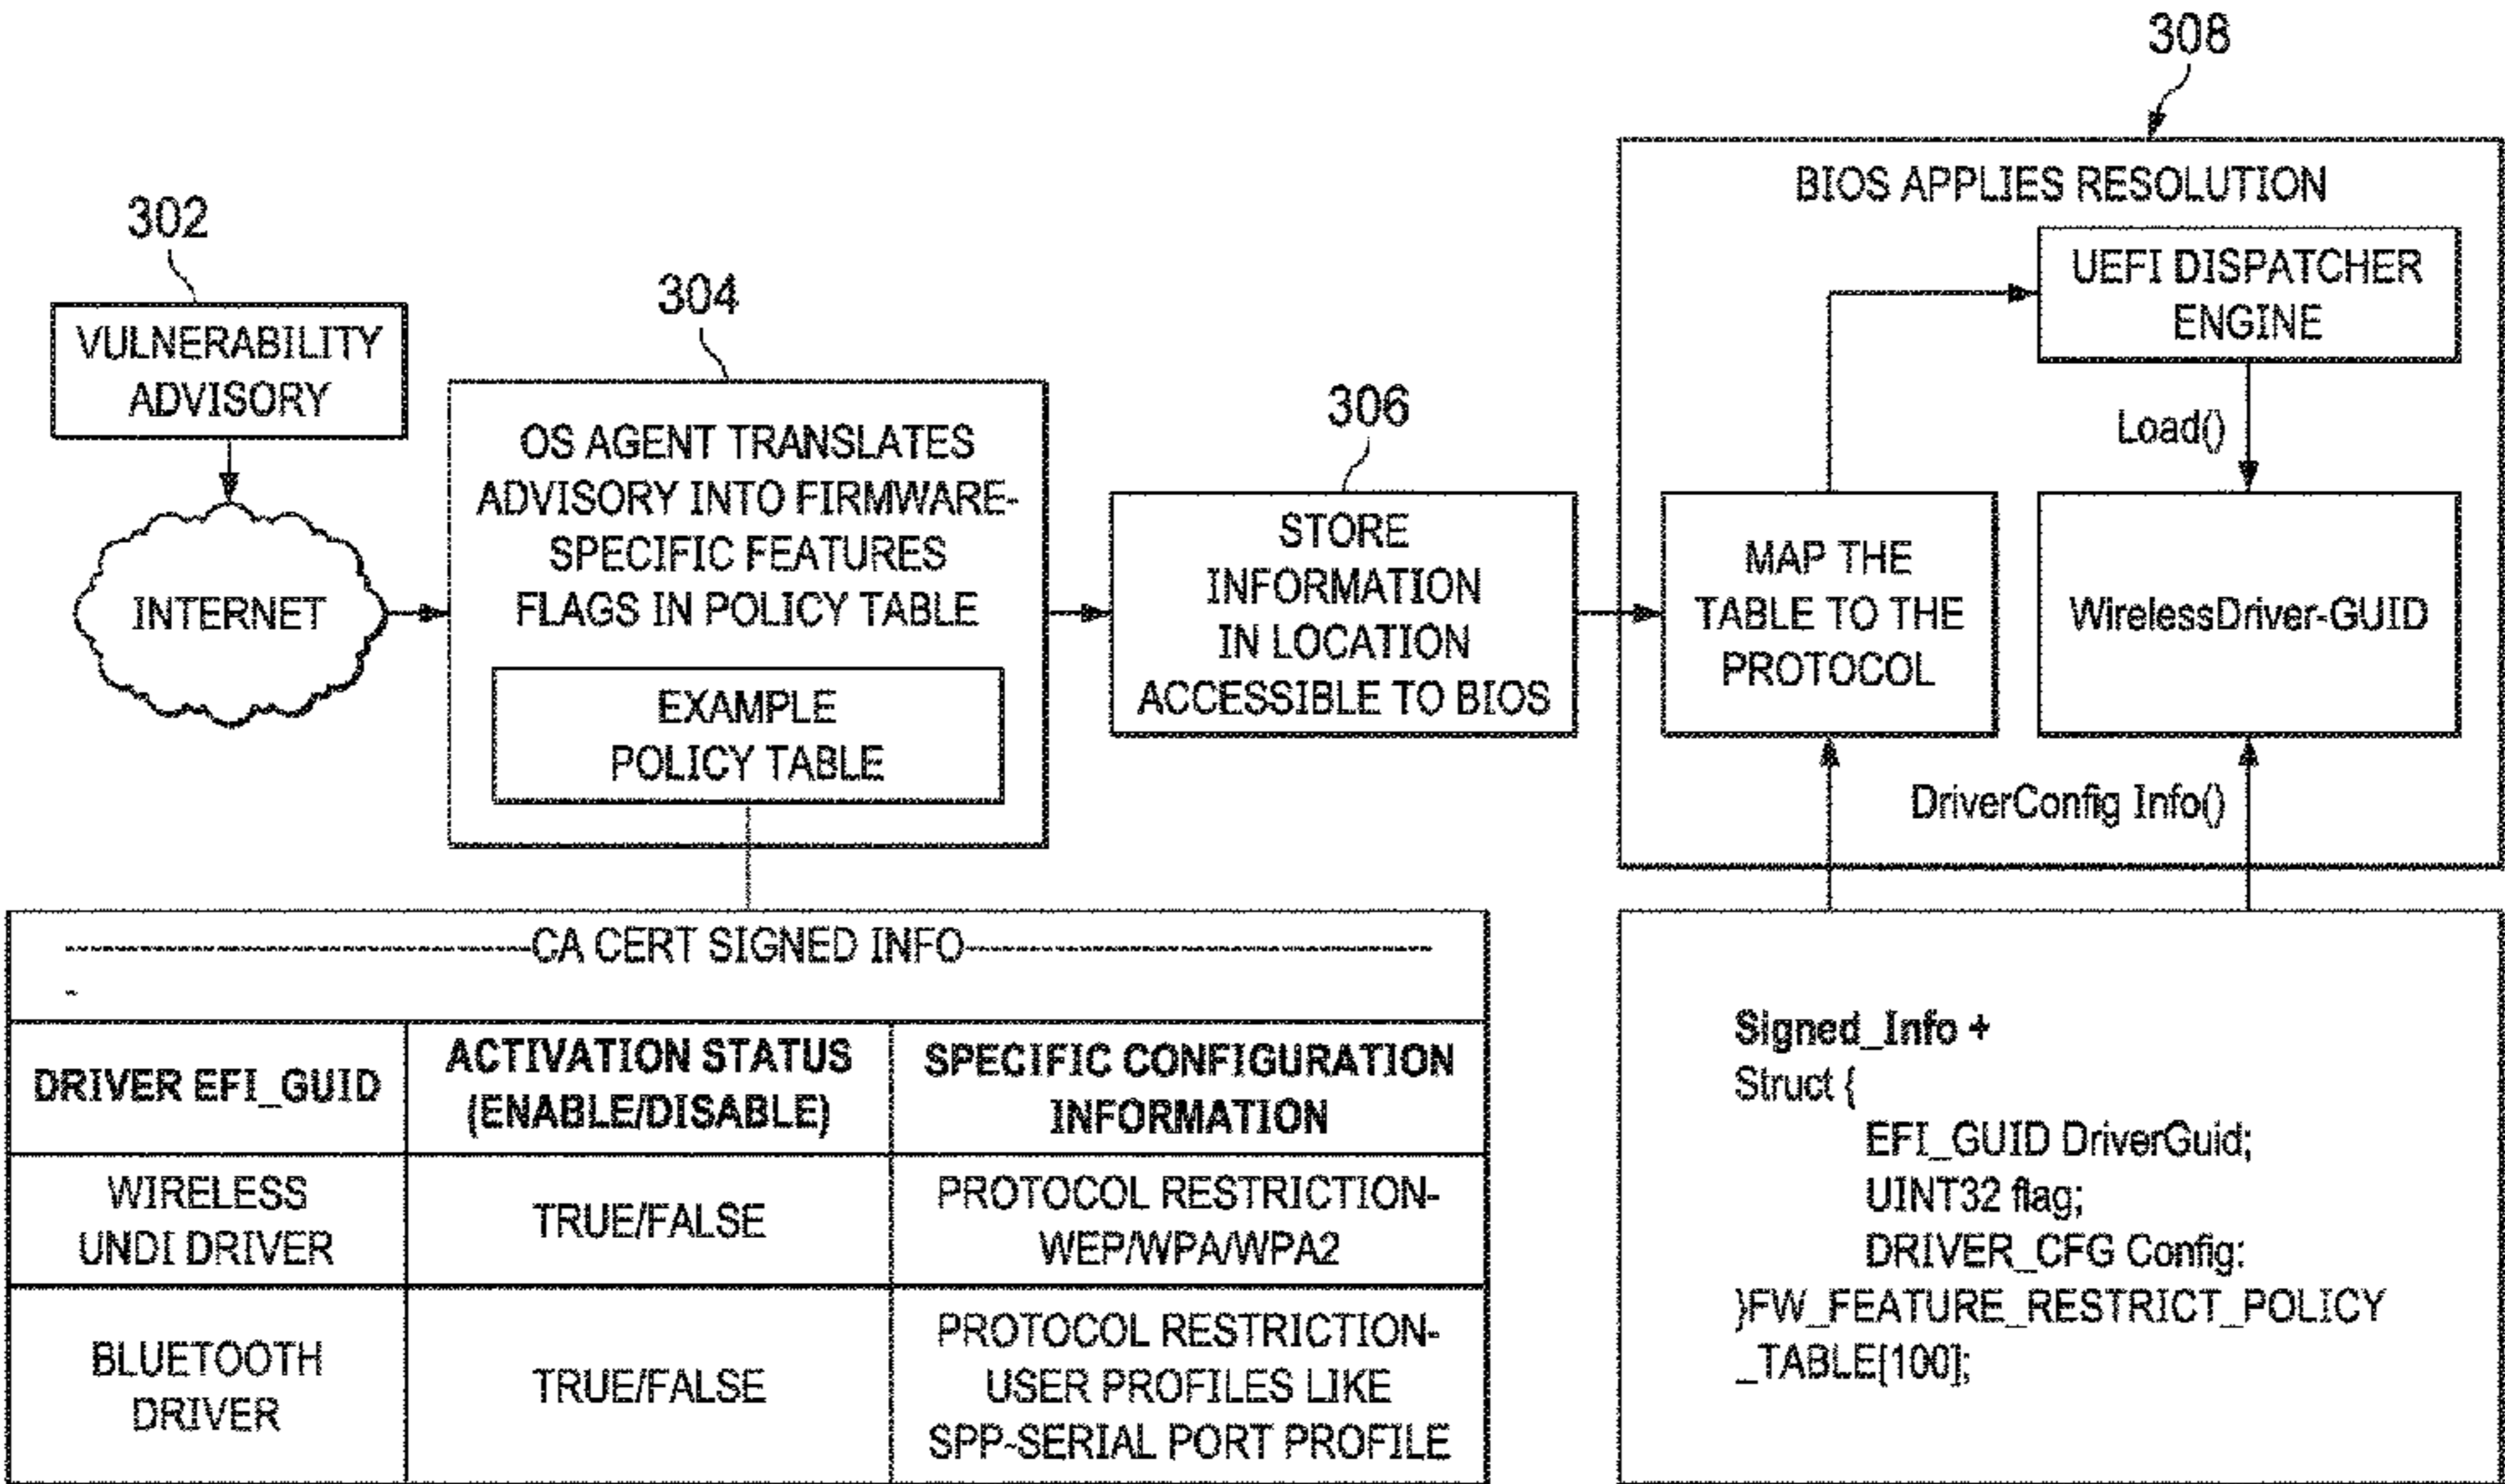 308
BIOS APPLIES RESOLUTION
UEFI DISPATCHER
ENGINE
Load()
302
VULNERABILITY
ADVISORY
INTERNET
304
OS AGENT TRANSLATES
ADVISORY INTO FIRMWARE-
SPECIFIC FEATURES
FLAGS IN POLICY TABLE
EXAMPLE
POLICY TABLE
306
STORE
INFORMATION
IN LOCATION
ACCESSIBLE TO BIOS
MAP THE
TABLE TO THE
PROTOCOL
WirelessDriver-GUID
DriverConfig Info()
-----------------------------CA CERT SIGNED INFO-----------------------------
-
DRIVER EFI_GUID
ACTIVATION STATUS
(ENABLE/DISABLE)
SPECIFIC CONFIGURATION
INFORMATION
WIRELESS
UNDI DRIVER
TRUE/FALSE
PROTOCOL RESTRICTION-
WEP/WPA/WPA2
BLUETOOTH
DRIVER
TRUE/FALSE
PROTOCOL RESTRICTION-
USER PROFILES LIKE
SPP-SERIAL PORT PROFILE
Signed_Info +
Struct {
EFI_GUID DriverGuid;
UINT32 flag;
DRIVER_CFG Config:
}FW_FEATURE_RESTRICT_POLICY
_TABLE[100];